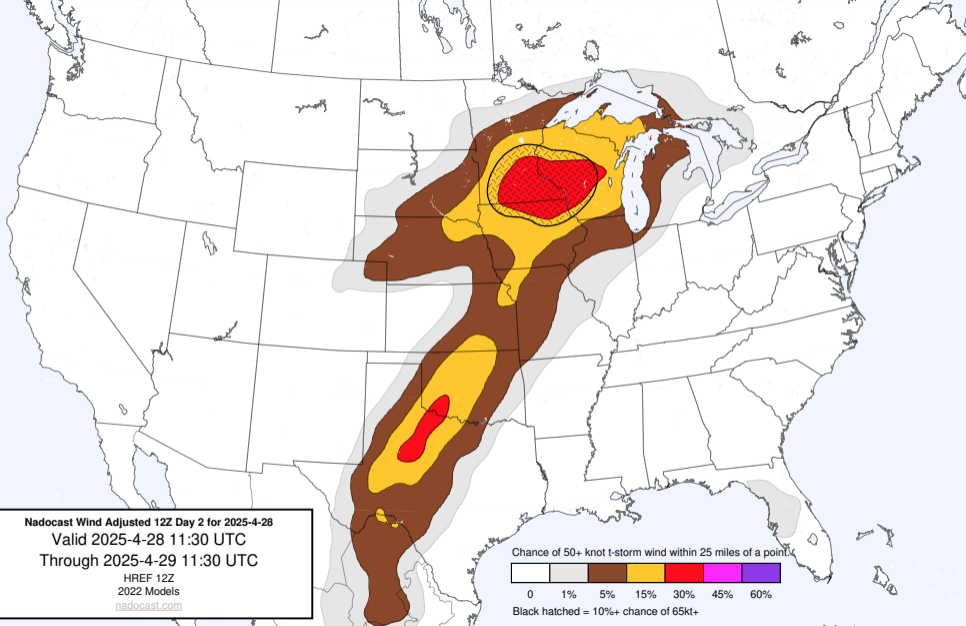 Nadocast Wind Adjusted 12Z Day 2 for 2025-4-28
Valid 2025-4-28 11:30 UTC
Through 2025-4-29 11:30 UTC
HREF 12Z
2022 Models
nadocast.com
Chance of 50+ knot t-storm wind within 25 miles of a point.
0 1% 5% 15% 30% 45% 60%
Black hatched = 10%+ chance of 65kt+